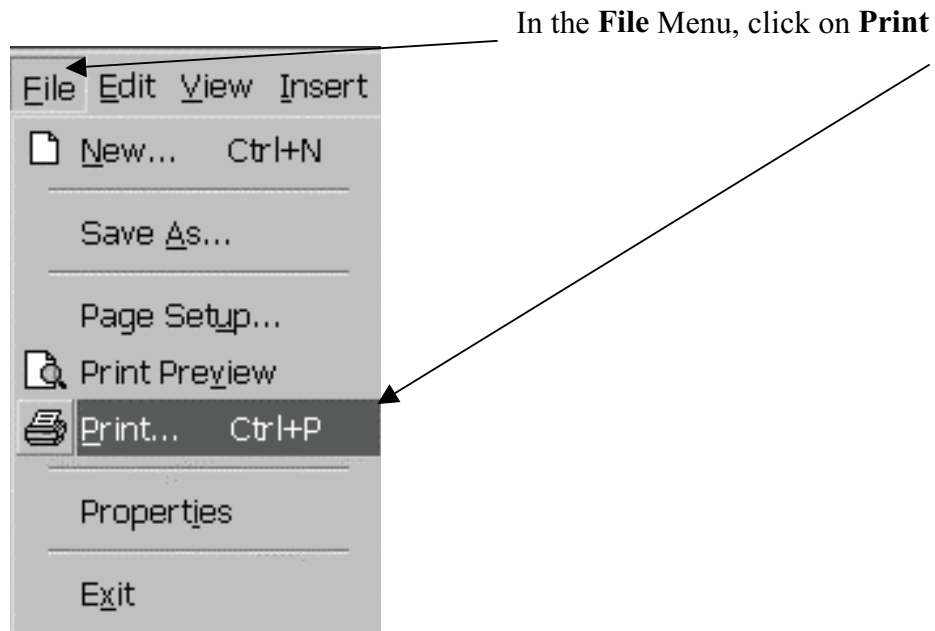 In the File Menu, click on Print
File Edit View Insert
New... Ctrl+N
Save As...
Page Setup...
Print Preview
Print... Ctrl+P
Properties
Exit